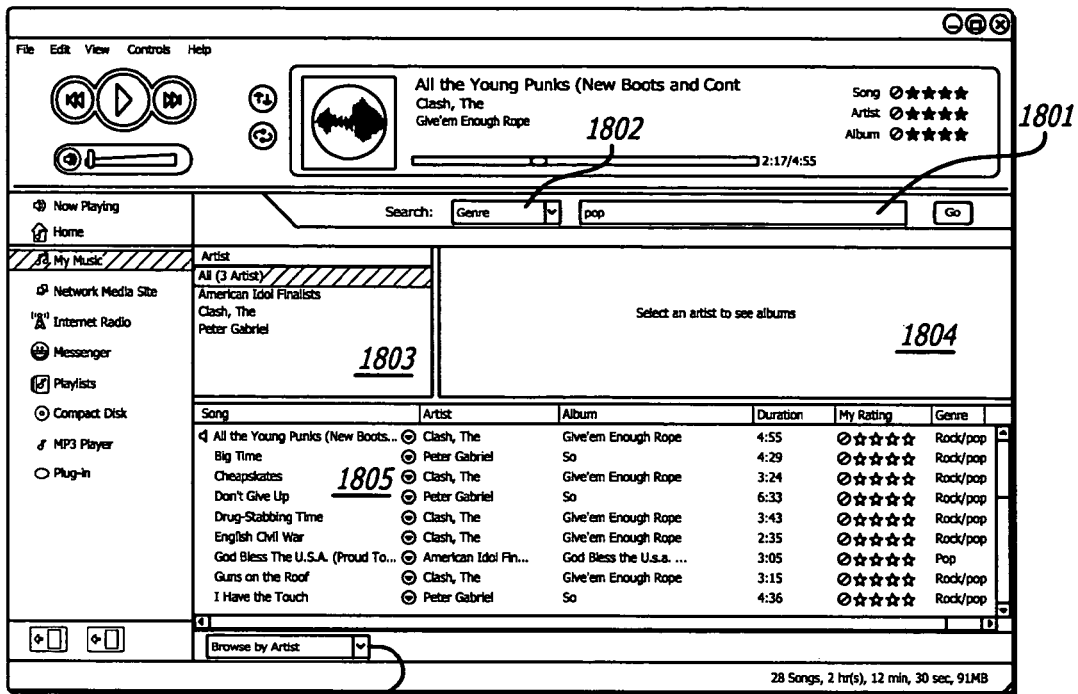 File Edit View Controls Help
All the Young Punks (New Boots and Cont
Clash, The
Give'em Enough Rope
2:17/4:55
Song
Artist
Album
1801
1802
Now Playing
Home
My Music
Network Media Site
Internet Radio
Messenger
Playlists
Compact Disk
MP3 Player
Plug-in
Search: Genre pop Go
Artist
All (3 Artist)
American Idol Finalists
Clash, The
Peter Gabriel
1803
Select an artist to see albums
1804
Song Artist Album Duration My Rating Genre
All the Young Punks (New Boots... Clash, The Give'em Enough Rope 4:55 Rock/pop
Big Time Peter Gabriel So 4:29 Rock/pop
Cheapskates Clash, The Give'em Enough Rope 3:24 Rock/pop
Don't Give Up Peter Gabriel So 6:33 Rock/pop
Drug-Stabbing Time Clash, The Give'em Enough Rope 3:43 Rock/pop
English Civil War Clash, The Give'em Enough Rope 2:35 Rock/pop
God Bless The U.S.A. (Proud To... American Idol Fin... God Bless the U.s.a. ... 3:05 Pop
Guns on the Roof Clash, The Give'em Enough Rope 3:15 Rock/pop
I Have the Touch Peter Gabriel So 4:36 Rock/pop
1805
Browse by Artist
28 Songs, 2 hr(s), 12 min, 30 sec, 91MB